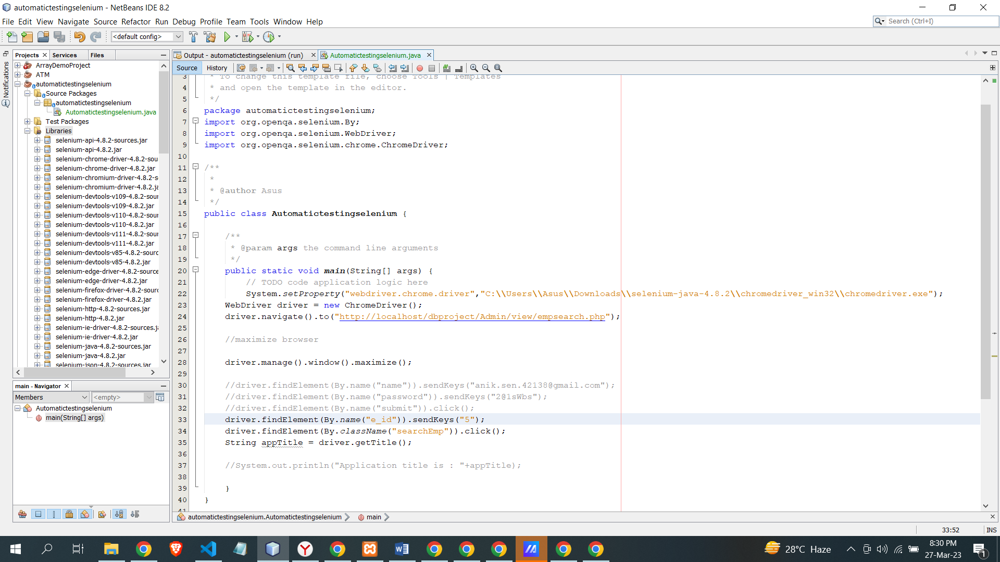 automatictestingselenium - NetBeans IDE 8.2
File Edit View Navigate Source Refactor Run Debug Profile Team Tools Window Help
Search (Ctrl+I)
<default config>
Notifications
Projects Services Files
ArrayDemoProject
ATM
automatictestingselenium
Source Packages
automatictestingselenium
Automatictestingselenium.java
Test Packages
Libraries
selenium-api-4.8.2-sources.jar
selenium-api-4.8.2.jar
selenium-chrome-driver-4.8.2-sou
selenium-chrome-driver-4.8.2.jar
selenium-chromium-driver-4.8.2-s
selenium-chromium-driver-4.8.2.ja
selenium-devtools-v109-4.8.2-sour
selenium-devtools-v109-4.8.2.jar
selenium-devtools-v110-4.8.2-sour
selenium-devtools-v110-4.8.2.jar
selenium-devtools-v111-4.8.2-sour
selenium-devtools-v111-4.8.2.jar
selenium-devtools-v85-4.8.2-sourc
selenium-devtools-v85-4.8.2.jar
selenium-edge-driver-4.8.2-source
selenium-edge-driver-4.8.2.jar
selenium-firefox-driver-4.8.2-sourc
selenium-firefox-driver-4.8.2.jar
selenium-http-4.8.2-sources.jar
selenium-http-4.8.2.jar
selenium-ie-driver-4.8.2-sources.ja
selenium-ie-driver-4.8.2.jar
selenium-java-4.8.2-sources.jar
selenium-java-4.8.2.jar
selenium-json-4.8.2-sources.jar
main - Navigator
Members <empty>
Automatictestingselenium
main(String[] args)
Output - automatictestingselenium (run) Automatictestingselenium.java
Source History
3 * To change this template file, choose Tools | Templates
4 * and open the template in the editor.
5 */
6 package automatictestingselenium;
7 import org.openqa.selenium.By;
8 import org.openqa.selenium.WebDriver;
9 import org.openqa.selenium.chrome.ChromeDriver;
10
11 /**
12 *
13 * @author Asus
14 */
15 public class Automatictestingselenium {
16
17 /**
18 * @param args the command line arguments
19 */
20 public static void main(String[] args) {
21 // TODO code application logic here
22 System.setProperty("webdriver.chrome.driver","C:\\Users\\Asus\\Downloads\\selenium-java-4.8.2\\chromedriver_win32\\chromedriver.exe");
23 WebDriver driver = new ChromeDriver();
24 driver.navigate().to("http://localhost/dbproject/Admin/view/empsearch.php");
25
26 //maximize browser
27
28 driver.manage().window().maximize();
29
30 //driver.findElement(By.name("name")).sendKeys("anik.sen.42138@gmail.com");
31 //driver.findElement(By.name("password")).sendKeys("2@1sWbs");
32 //driver.findElement(By.name("submit")).click();
33 driver.findElement(By.name("e_id")).sendKeys("5");
34 driver.findElement(By.className("searchEmp")).click();
35 String appTitle = driver.getTitle();
36
37 //System.out.println("Application title is : "+appTitle);
38
39 }
40 }
41
automatictestingselenium.Automatictestingselenium main
33:52 INS
28°C Haze
8:30 PM
27-Mar-23
1